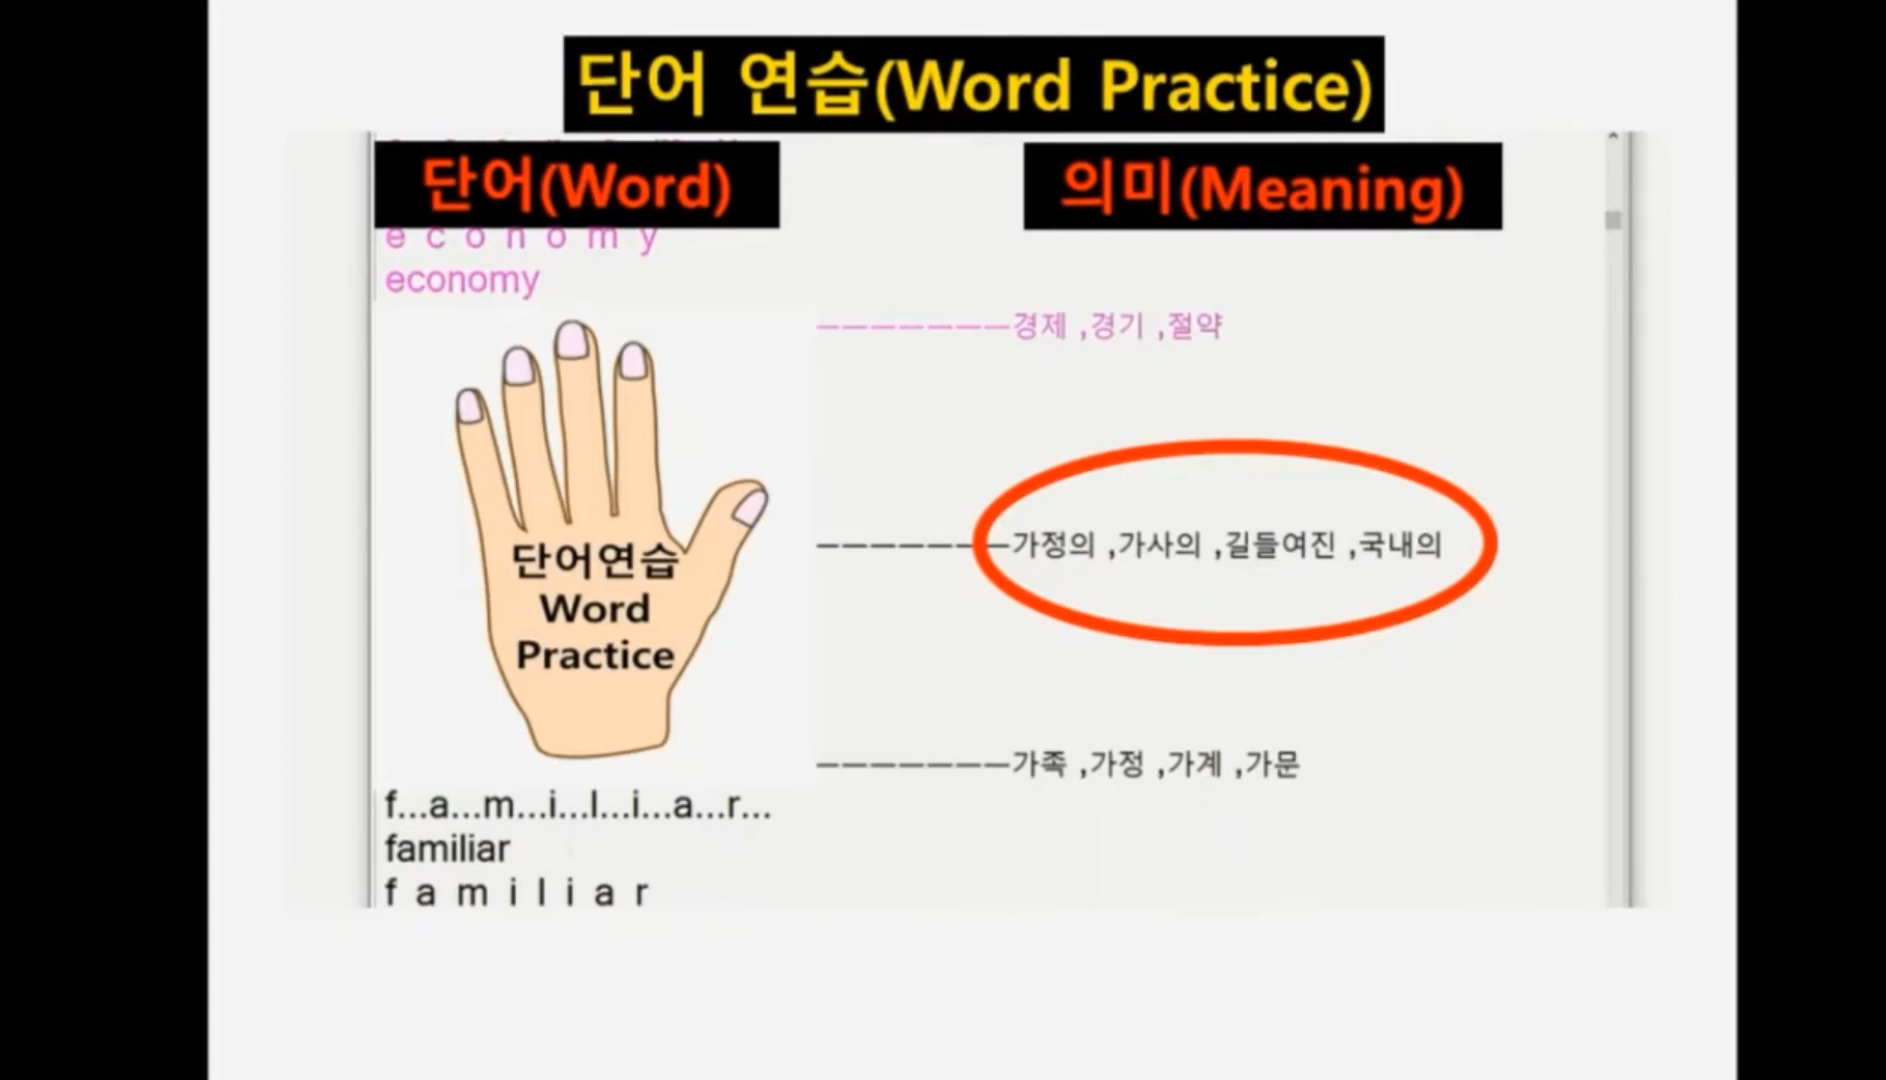 단어 연습(Word Practice)
단어(Word)
의미(Meaning)
e c o n o m y
economy
———————경제 ,경기 ,절약
———————가정의 ,가사의 ,길들여진 ,국내의
단어연습
Word
Practice
———————가족 ,가정 ,가계 ,가문
f...a...m...i...l...i...a...r...
familiar
f a m i l i a r